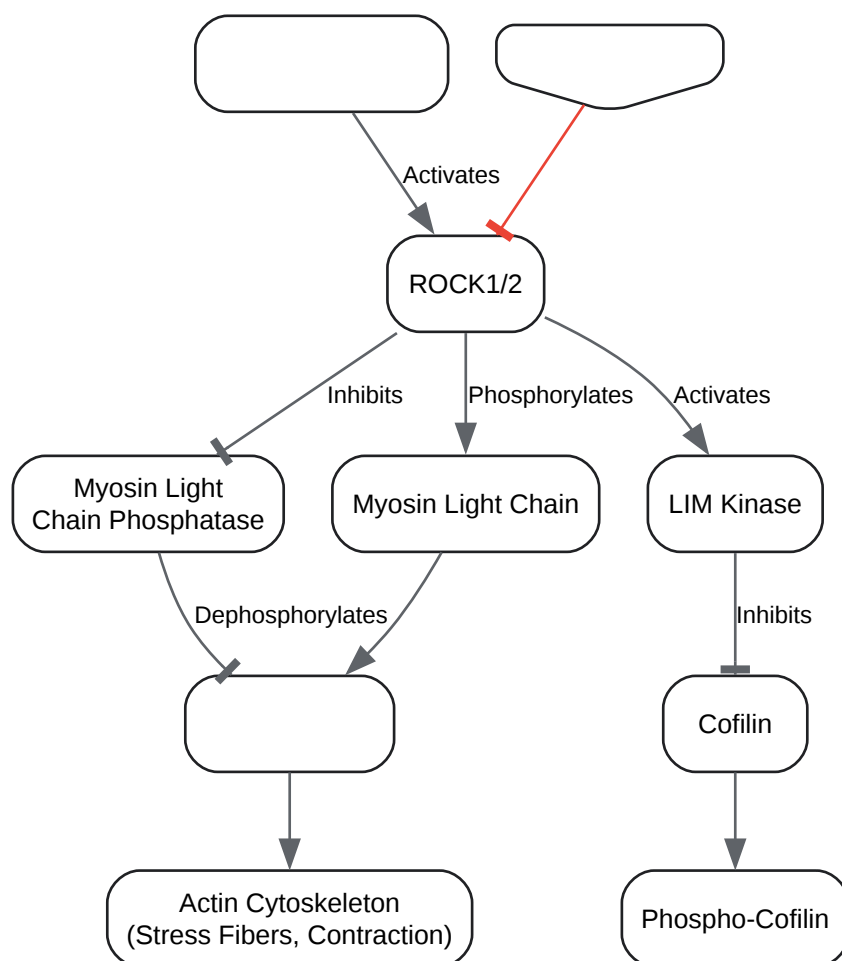 Activates
ROCK1/2
Inhibits
Phosphorylates
Activates
Myosin Light
Chain Phosphatase
Myosin Light Chain
LIM Kinase
Dephosphorylates
Inhibits
Cofilin
Actin Cytoskeleton
(Stress Fibers, Contraction)
Phospho-Cofilin